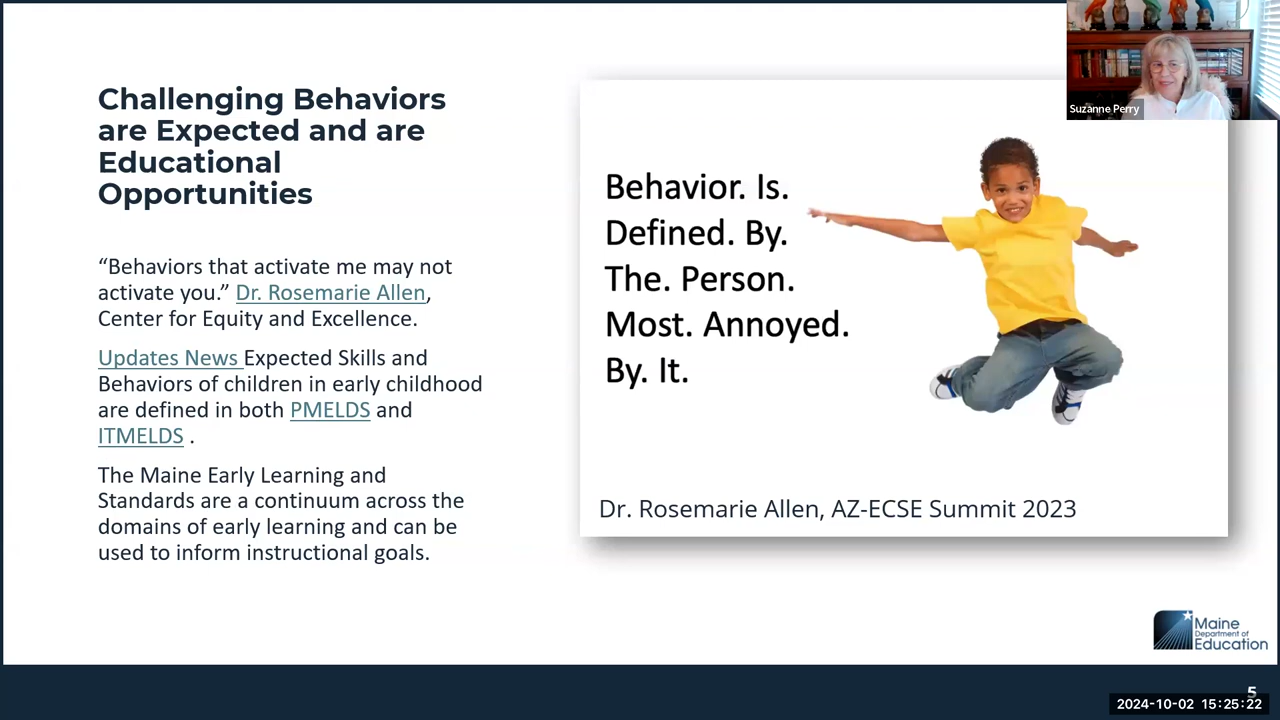 Challenging Behaviors
are Expected and are
Educational
Opportunities
“Behaviors that activate me may not
activate you.” Dr. Rosemarie Allen,
Center for Equity and Excellence.
Updates News Expected Skills and
Behaviors of children in early childhood
are defined in both PMELDS and
ITMELDS .
The Maine Early Learning and
Standards are a continuum across the
domains of early learning and can be
used to inform instructional goals.
Behavior. Is.
Defined. By.
The. Person.
Most. Annoyed.
By. It.
Dr. Rosemarie Allen, AZ-ECSE Summit 2023
Suzanne Perry
Maine
Department of
Education
5
2024-10-02 15:25:22